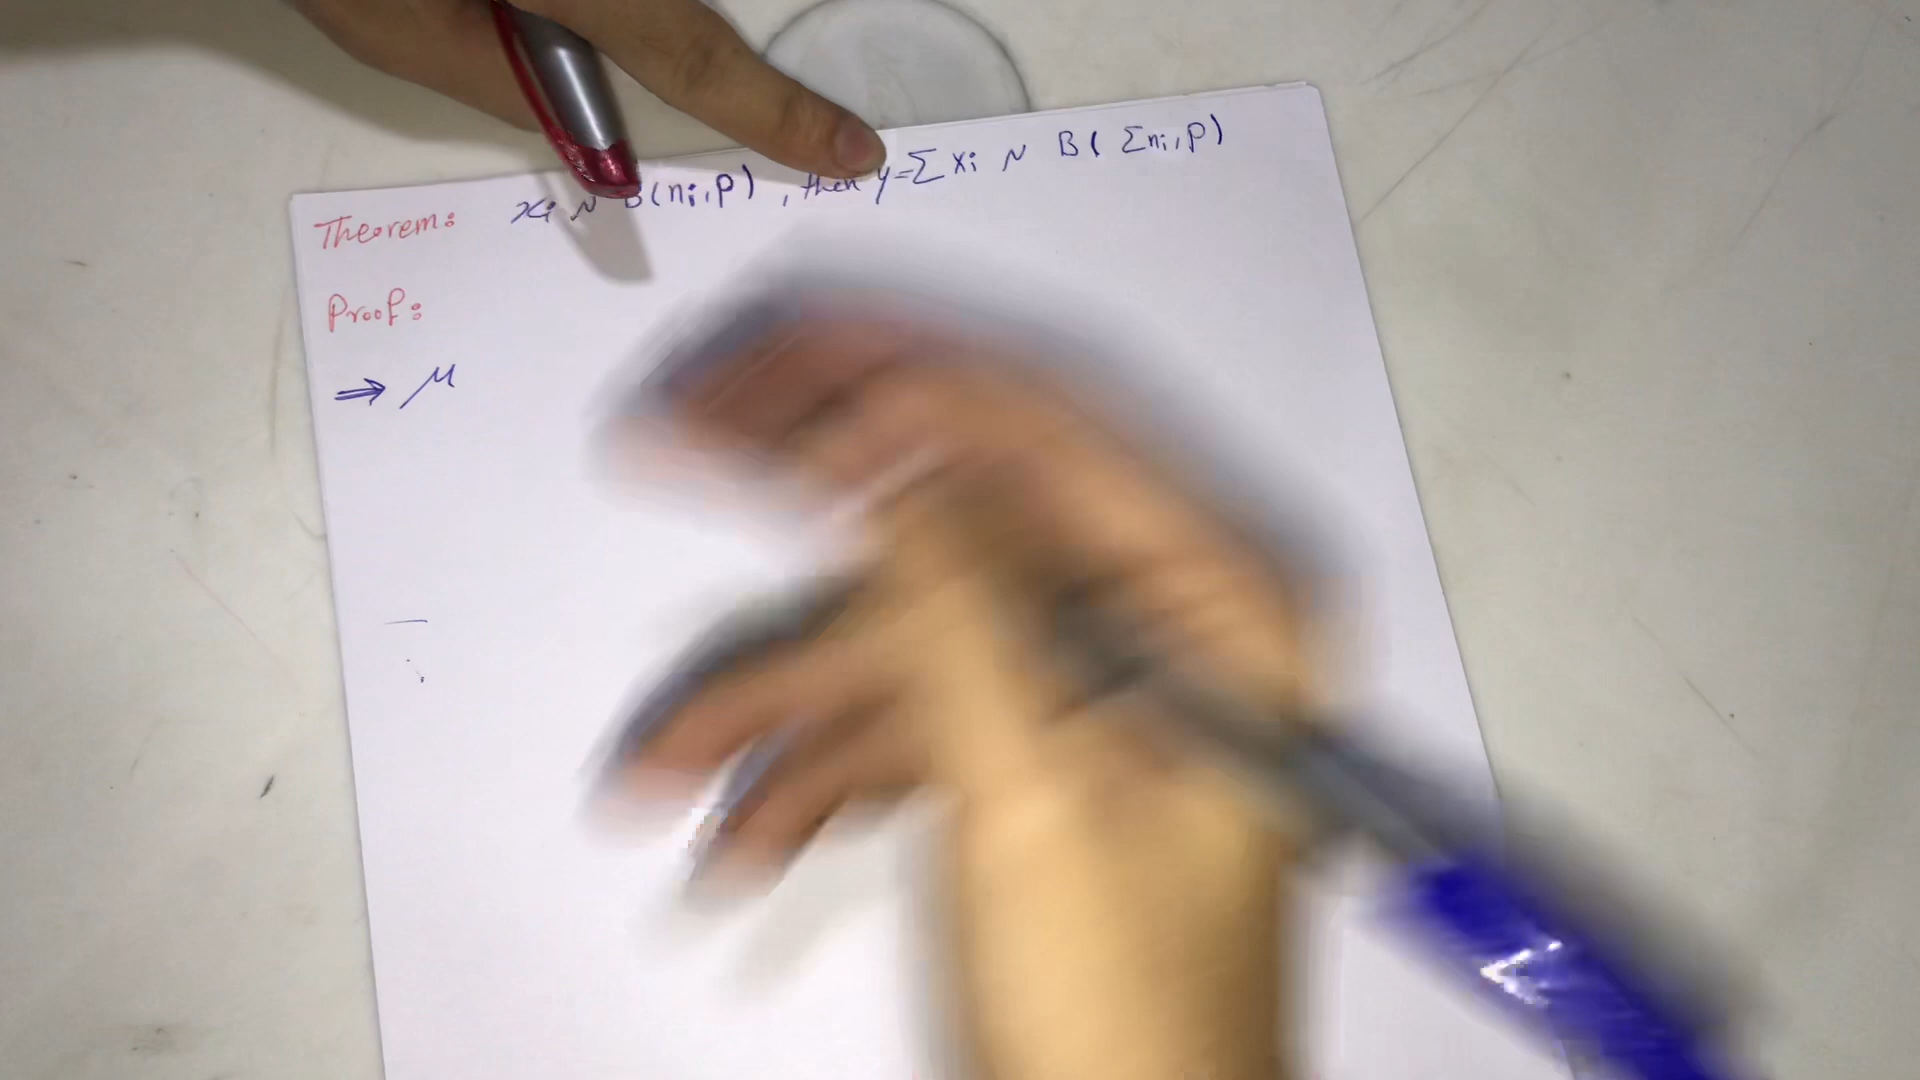 Theorem: xi ~ B(ni, p), then y = ∑ xi ~ B( ∑ni, p)
Proof:
⇒ M